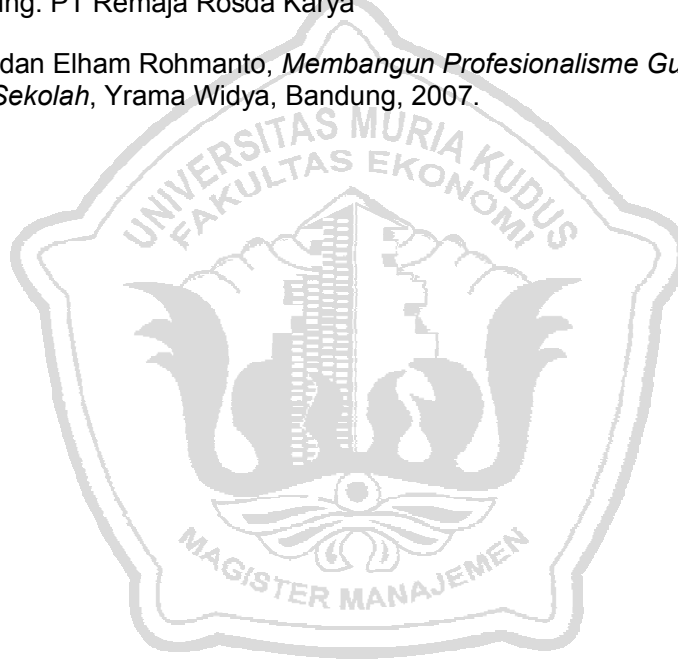 ing: PT Remaja Rosda Karya
dan Elham Rohmanto, Membangun Profesionalisme Gu
Sekolah, Yrama Widya, Bandung, 2007.
UNIVERSITAS MURIA KUDUS
FAKULTAS EKONOMI
MAGISTER MANAJEMEN